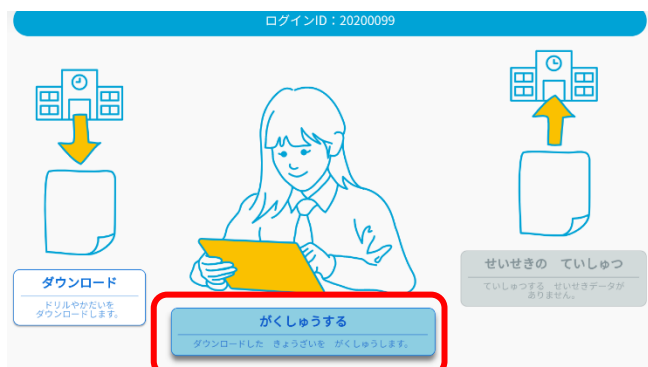 ログインID：20200099
ダウンロード
ドリルやかだいを
ダウンロードします。
がくしゅうする
ダウンロードした きょうざいを がくしゅうします。
せいせきの ていしゅつ
ていしゅつする せいせきデータが
ありません。